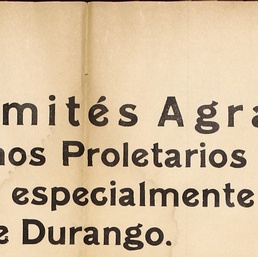 mités Agra
nos Proletarios
especialmente
e Durango.